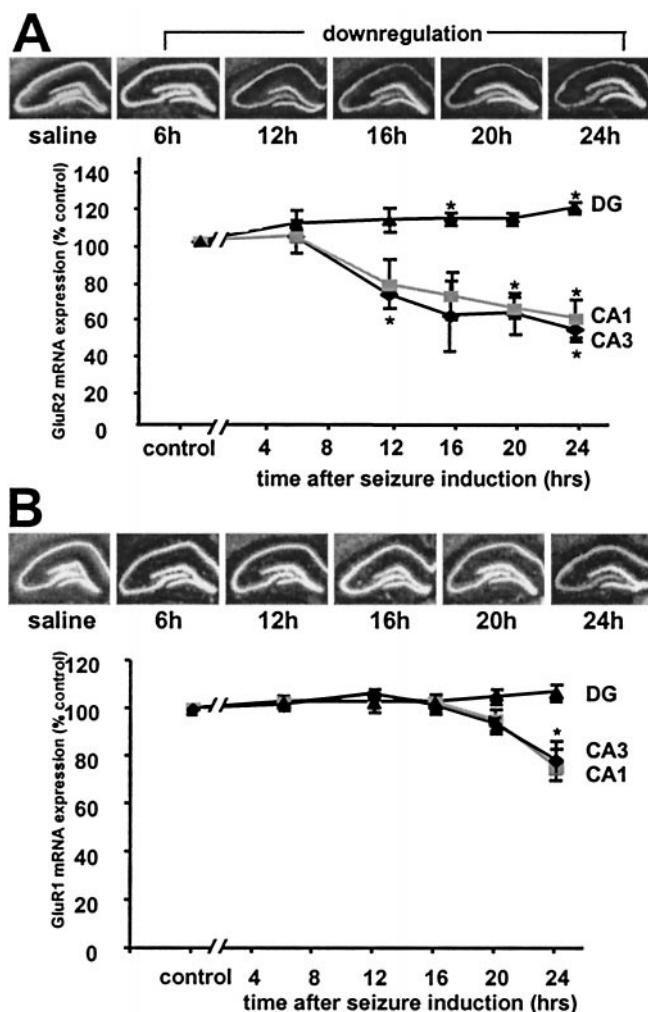 A
downregulation
saline 6h 12h 16h 20h 24h
GluR2 mRNA expression (% control)
140
120
100
80
60
40
20
0
* * * * * *
DG
CA1
CA3
control 4 8 12 16 20 24
time after seizure induction (hrs)
B
saline 6h 12h 16h 20h 24h
GluR1 mRNA expression (% control)
120
100
80
60
40
20
0
*
DG
CA3
CA1
control 4 8 12 16 20 24
time after seizure induction (hrs)